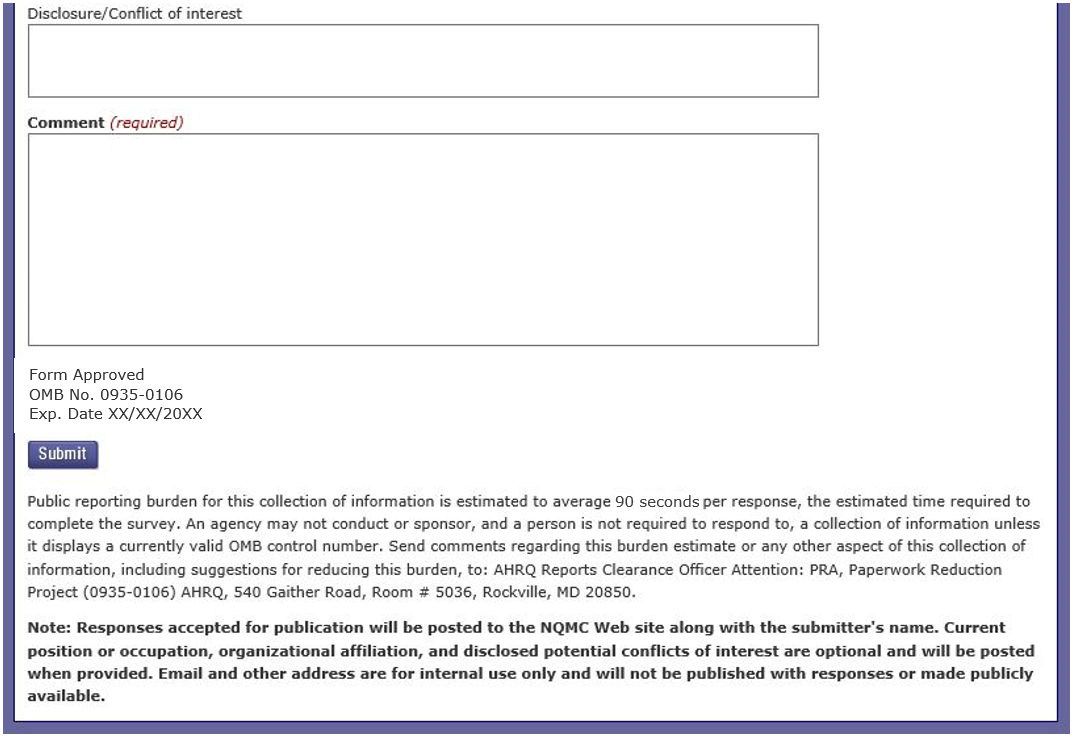 Disclosure/Conflict of interest
Comment (required)
Form Approved
OMB No. 0935-0106
Exp. Date XX/XX/20XX
Submit
Public reporting burden for this collection of information is estimated to average 90 seconds per response, the estimated time required to
complete the survey. An agency may not conduct or sponsor, and a person is not required to respond to, a collection of information unless
it displays a currently valid OMB control number. Send comments regarding this burden estimate or any other aspect of this collection of
information, including suggestions for reducing this burden, to: AHRQ Reports Clearance Officer Attention: PRA, Paperwork Reduction
Project (0935-0106) AHRQ, 540 Gaither Road, Room # 5036, Rockville, MD 20850.
Note: Responses accepted for publication will be posted to the NQMC Web site along with the submitter's name. Current
position or occupation, organizational affiliation, and disclosed potential conflicts of interest are optional and will be posted
when provided. Email and other address are for internal use only and will not be published with responses or made publicly
available.